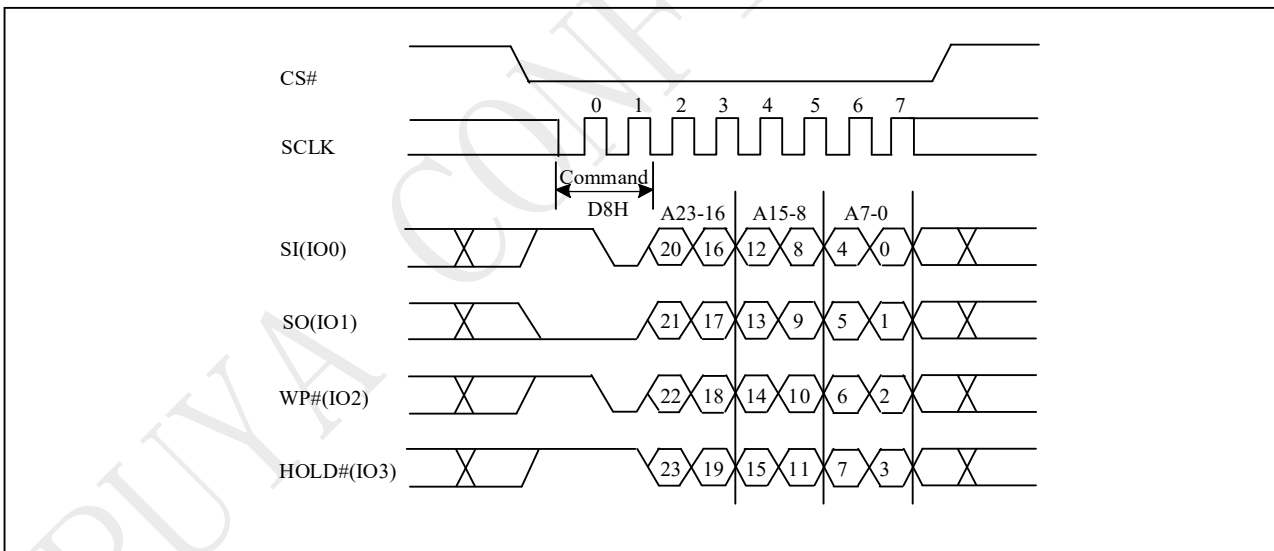 CS#
0 1 2 3 4 5 6 7
SCLK
Command
D8H
A23-16 A15-8 A7-0
SI(IO0) 20 16 12 8 4 0
SO(IO1) 21 17 13 9 5 1
WP#(IO2) 22 18 14 10 6 2
HOLD#(IO3) 23 19 15 11 7 3